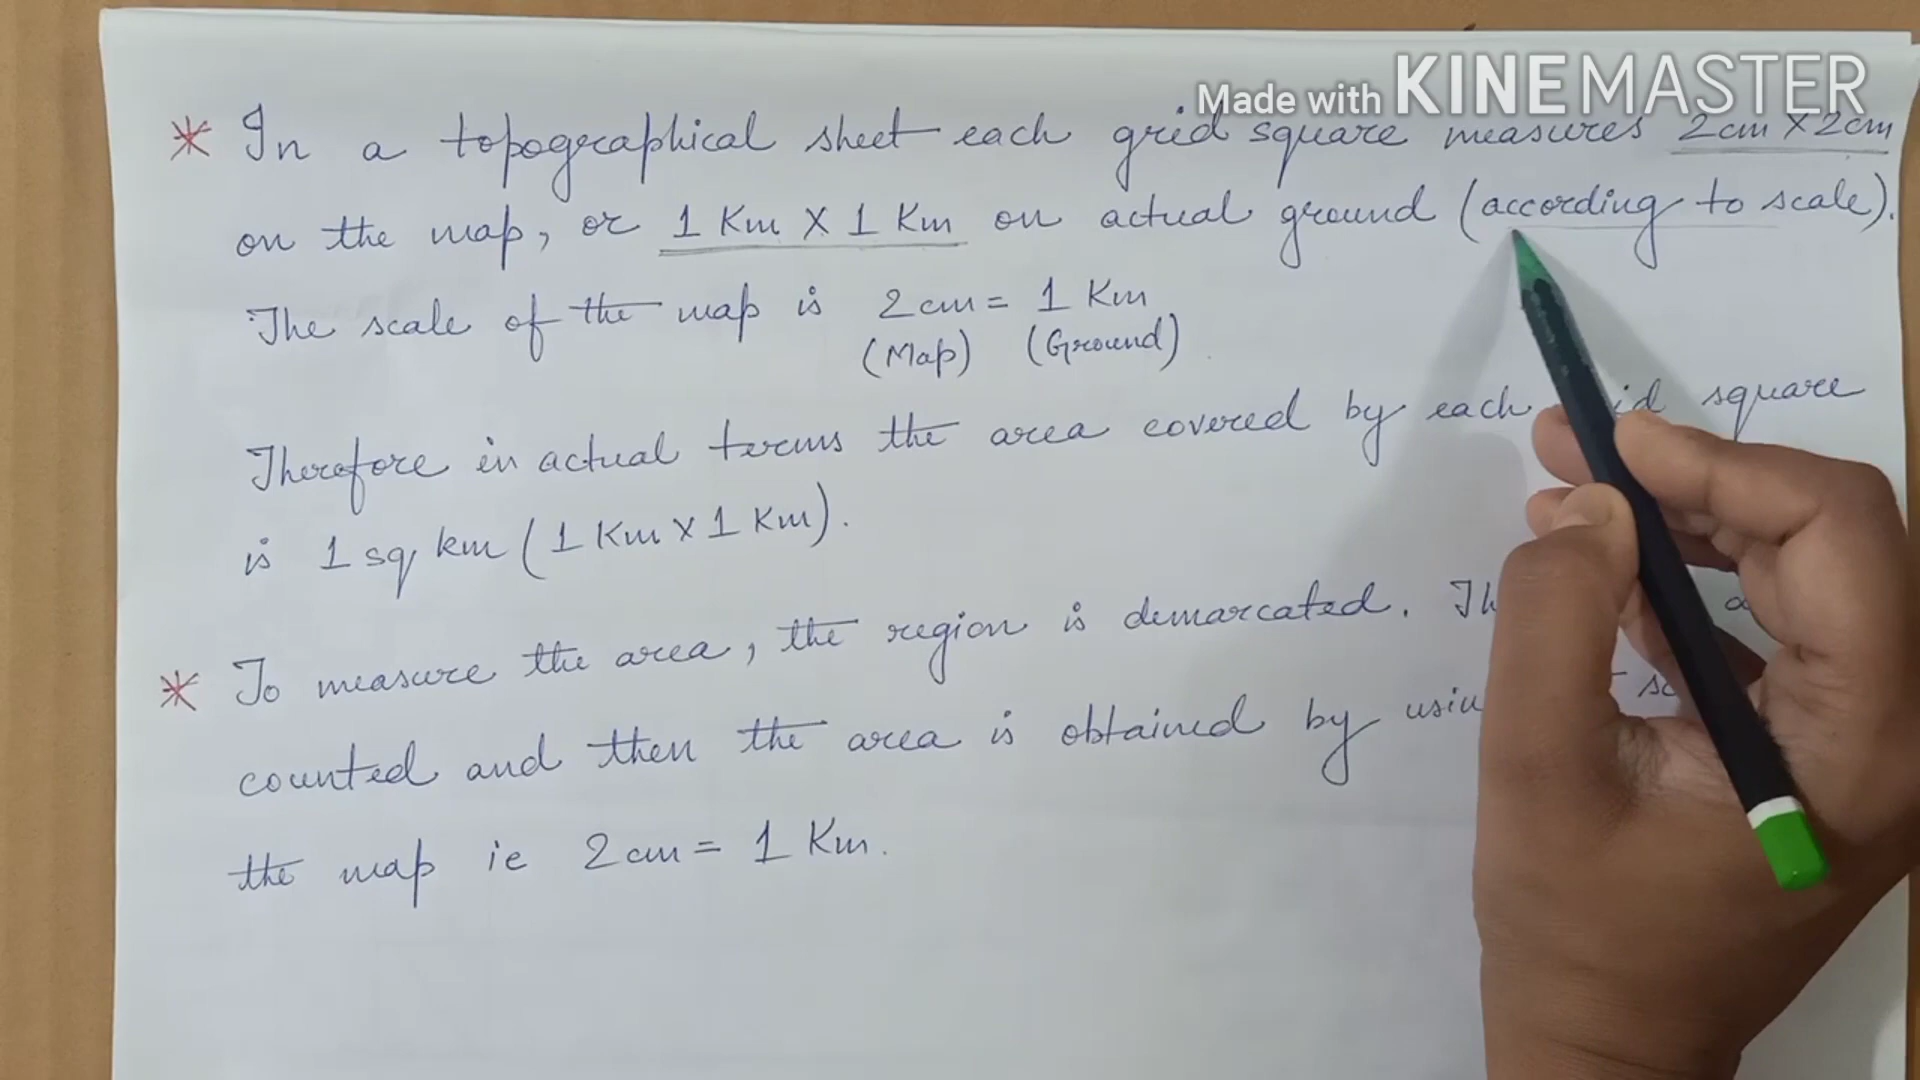 Made with KINEMASTER
* In a topographical sheet each grid square measures 2cm X 2cm
on the map, or 1 Km X 1 Km on actual ground (according to scale).
The scale of the map is 2cm = 1 Km
(Map) (Ground)
Therefore in actual terms the area covered by each square
is 1 sq km (1 Km X 1 Km).
* To measure the area, the region is demarcated.
counted and then the area is obtained by
the map ie 2cm = 1 Km.